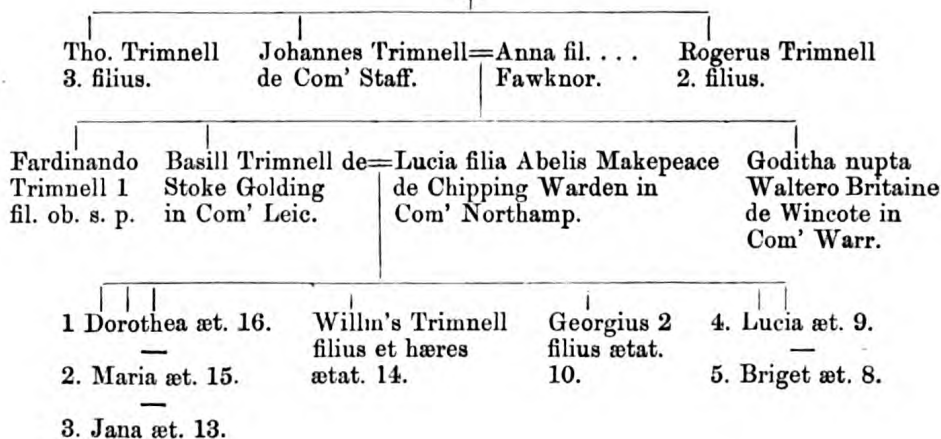 Tho. Trimnell
3. filius.
Johannes Trimnell=Anna fil. . . .
de Com' Staff. Fawknor.
Rogerus Trimnell
2. filius.
Fardinando
Trimnell 1
fil. ob. s. p.
Basill Trimnell de=Lucia filia Abelis Makepeace
Stoke Golding de Chipping Warden in
in Com' Leic. Com' Northamp.
Goditha nupta
Waltero Britaine
de Wincote in
Com' Warr.
1 Dorothea æt. 16.
2. Maria æt. 15.
3. Jana æt. 13.
Willm's Trimnell
filius et hæres
ætat. 14.
Georgius 2
filius ætat.
10.
4. Lucia æt. 9.
5. Briget æt. 8.